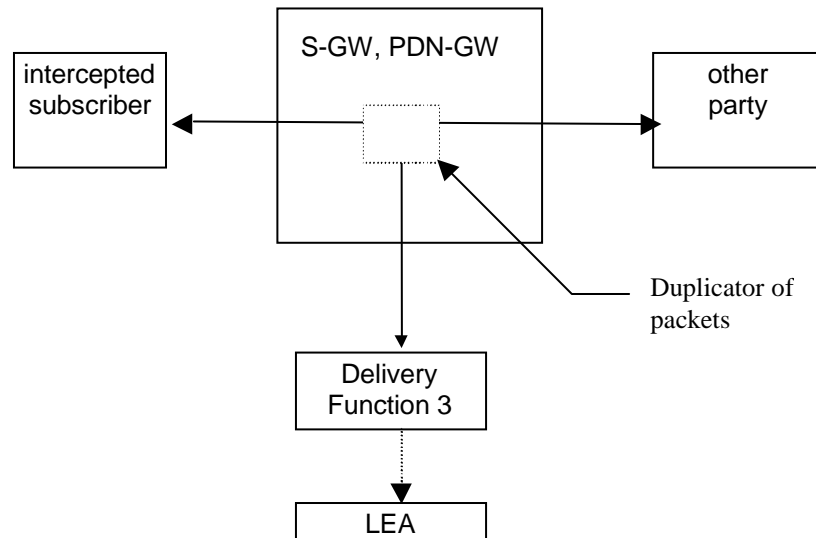 S-GW, PDN-GW
intercepted
subscriber
other
party
Duplicator of
packets
Delivery
Function 3
LEA